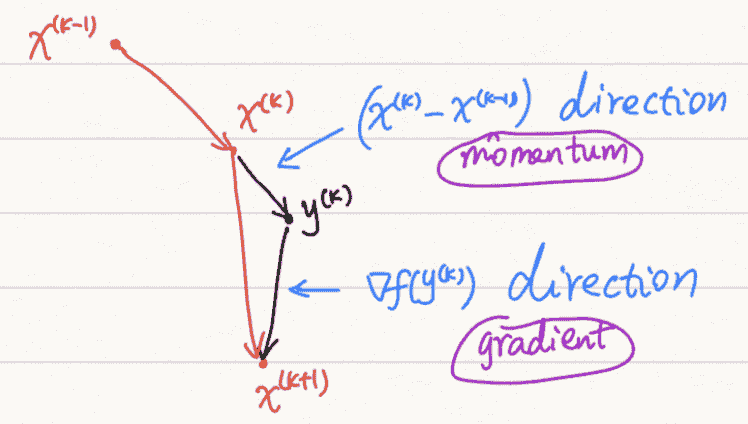 x^(k-1)
x^(k)
(x^(k) - x^(k-1)) direction
momentum
y^(k)
∇f(y^(k)) direction
gradient
x^(k+1)